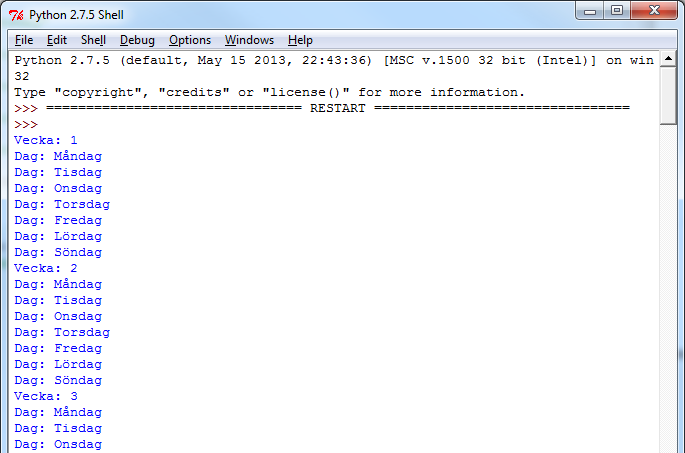 Python 2.7.5 Shell
File Edit Shell Debug Options Windows Help
Python 2.7.5 (default, May 15 2013, 22:43:36) [MSC v.1500 32 bit (Intel)] on win
32
Type "copyright", "credits" or "license()" for more information.
>>> ================================ RESTART ================================
>>>
Vecka: 1
Dag: Måndag
Dag: Tisdag
Dag: Onsdag
Dag: Torsdag
Dag: Fredag
Dag: Lördag
Dag: Söndag
Vecka: 2
Dag: Måndag
Dag: Tisdag
Dag: Onsdag
Dag: Torsdag
Dag: Fredag
Dag: Lördag
Dag: Söndag
Vecka: 3
Dag: Måndag
Dag: Tisdag
Dag: Onsdag